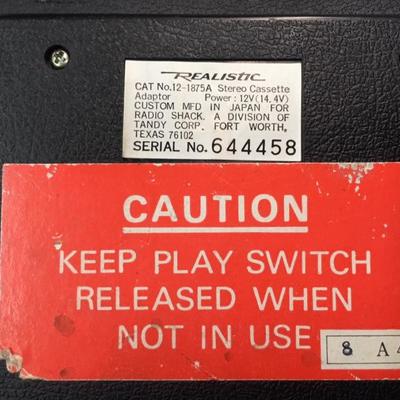 REALISTIC
CAT No.12-1875A Stereo Cassette
Adaptor Power: 12V(14.4V)
CUSTOM MFD IN JAPAN FOR
RADIO SHACK. A DIVISION OF
TANDY CORP. FORT WORTH,
TEXAS 76102
SERIAL No. 644458
CAUTION
KEEP PLAY SWITCH
RELEASED WHEN
NOT IN USE
8 A 4